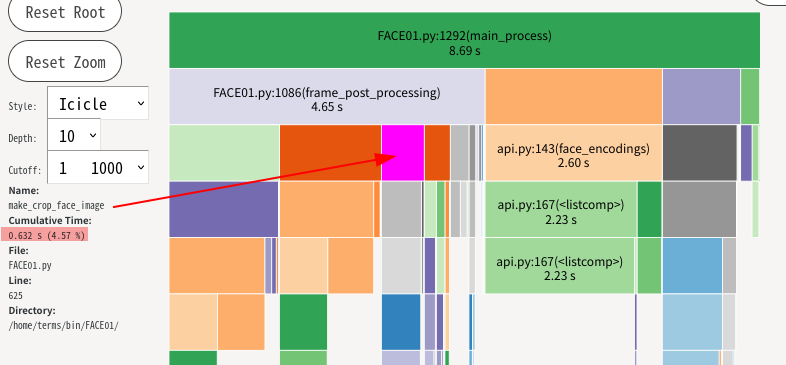 Reset Root
Reset Zoom
Style: Icicle
Depth: 10
Cutoff: 1 1000
Name:
make_crop_face_image
Cumulative Time:
0.632 s (4.57 %)
File:
FACE01.py
Line:
625
Directory:
/home/terms/bin/FACE01/
FACE01.py:1292(main_process)
8.69 s
FACE01.py:1086(frame_post_processing)
4.65 s
api.py:143(face_encodings)
2.60 s
api.py:167(<listcomp>)
2.23 s
api.py:167(<listcomp>)
2.23 s